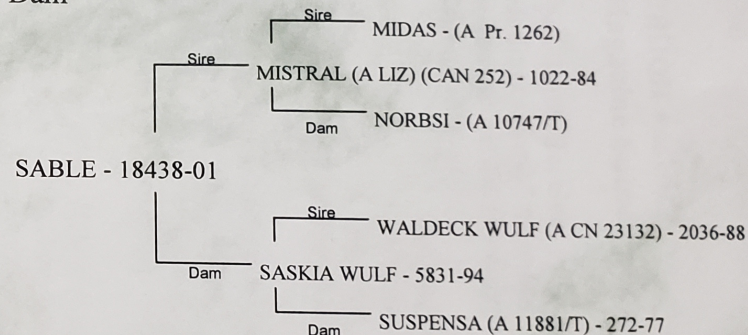 Dam
Sire
MIDAS - (A Pr. 1262)
Sire
MISTRAL (A LIZ) (CAN 252) - 1022-84
Dam
NORBSI - (A 10747/T)
SABLE - 18438-01
Sire
WALDECK WULF (A CN 23132) - 2036-88
Dam
SASKIA WULF - 5831-94
Dam
SUSPENSA (A 11881/T) - 272-77